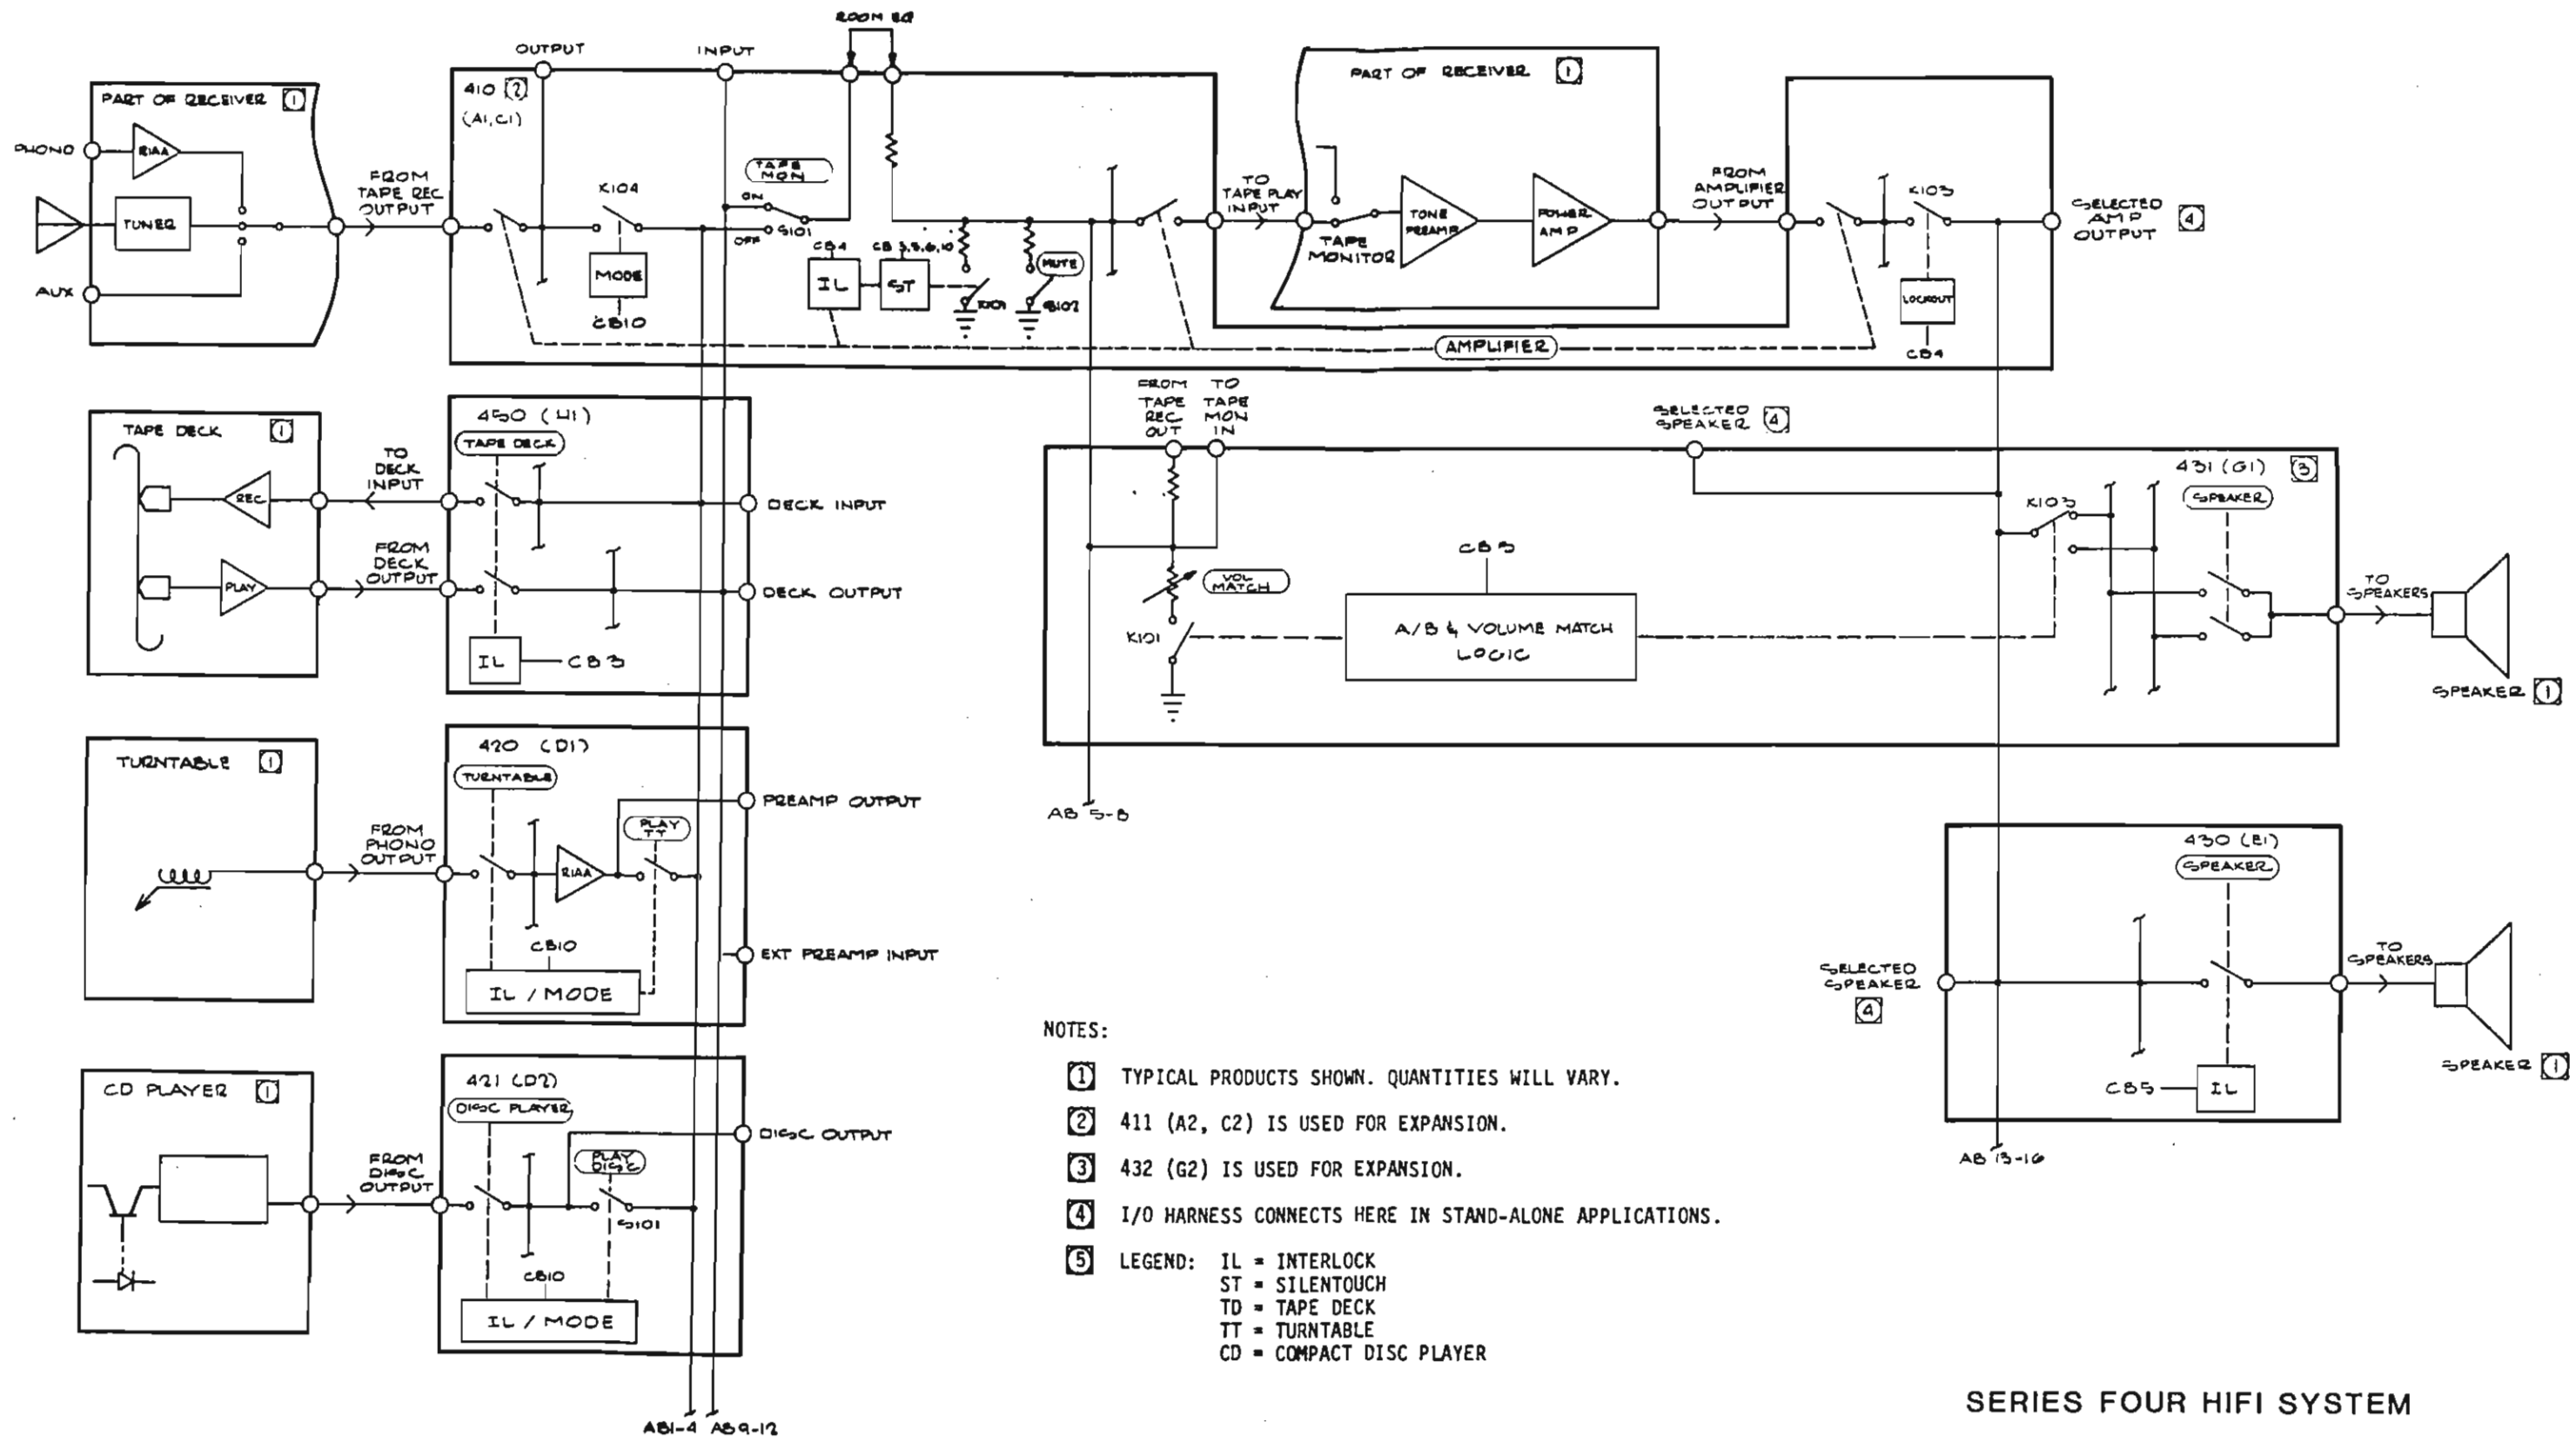 ROOM EQ
OUTPUT
INPUT
PART OF RECEIVER 1
PHONO
RIAA
TUNER
AUX
FROM
TAPE REC
OUTPUT
410 2
(A1, C1)
K104
MODE
CB10
TAPE
MON
ON
OFF
S101
CB4
IL
CB 3,5,6,10
ST
K101
MUTE
S102
TO
TAPE PLAY
INPUT
PART OF RECEIVER 1
TAPE
MONITOR
TONE
PREAMP
POWER
AMP
FROM
AMPLIFIER
OUTPUT
K103
LOCKOUT
CB4
SELECTED
AMP
OUTPUT
4
AMPLIFIER
TAPE DECK 1
REC
PLAY
TO
DECK
INPUT
FROM
DECK
OUTPUT
450 (H1)
TAPE DECK
IL
CB3
DECK INPUT
DECK OUTPUT
FROM
TAPE
REC
OUT
TO
TAPE
MON
IN
SELECTED
SPEAKER 4
VOL
MATCH
K101
CB5
A/B & VOLUME MATCH
LOGIC
K103
431 (G1) 3
SPEAKER
TO
SPEAKERS
SPEAKER 1
AB 5-8
TURNTABLE 1
FROM
PHONO
OUTPUT
420 (D1)
TURNTABLE
RIAA
PLAY
TT
CB10
IL / MODE
PREAMP OUTPUT
EXT PREAMP INPUT
430 (E1)
SPEAKER
SELECTED
SPEAKER
4
CB5
IL
TO
SPEAKERS
SPEAKER 1
AB 13-16
CD PLAYER 1
FROM
DISC
OUTPUT
421 (D2)
DISC PLAYER
PLAY
DISC
S101
CB10
IL / MODE
DISC OUTPUT
AB1-4 AB9-12
NOTES:
1 TYPICAL PRODUCTS SHOWN. QUANTITIES WILL VARY.
2 411 (A2, C2) IS USED FOR EXPANSION.
3 432 (G2) IS USED FOR EXPANSION.
4 I/O HARNESS CONNECTS HERE IN STAND-ALONE APPLICATIONS.
5 LEGEND: IL = INTERLOCK
ST = SILENTOUCH
TD = TAPE DECK
TT = TURNTABLE
CD = COMPACT DISC PLAYER
SERIES FOUR HIFI SYSTEM